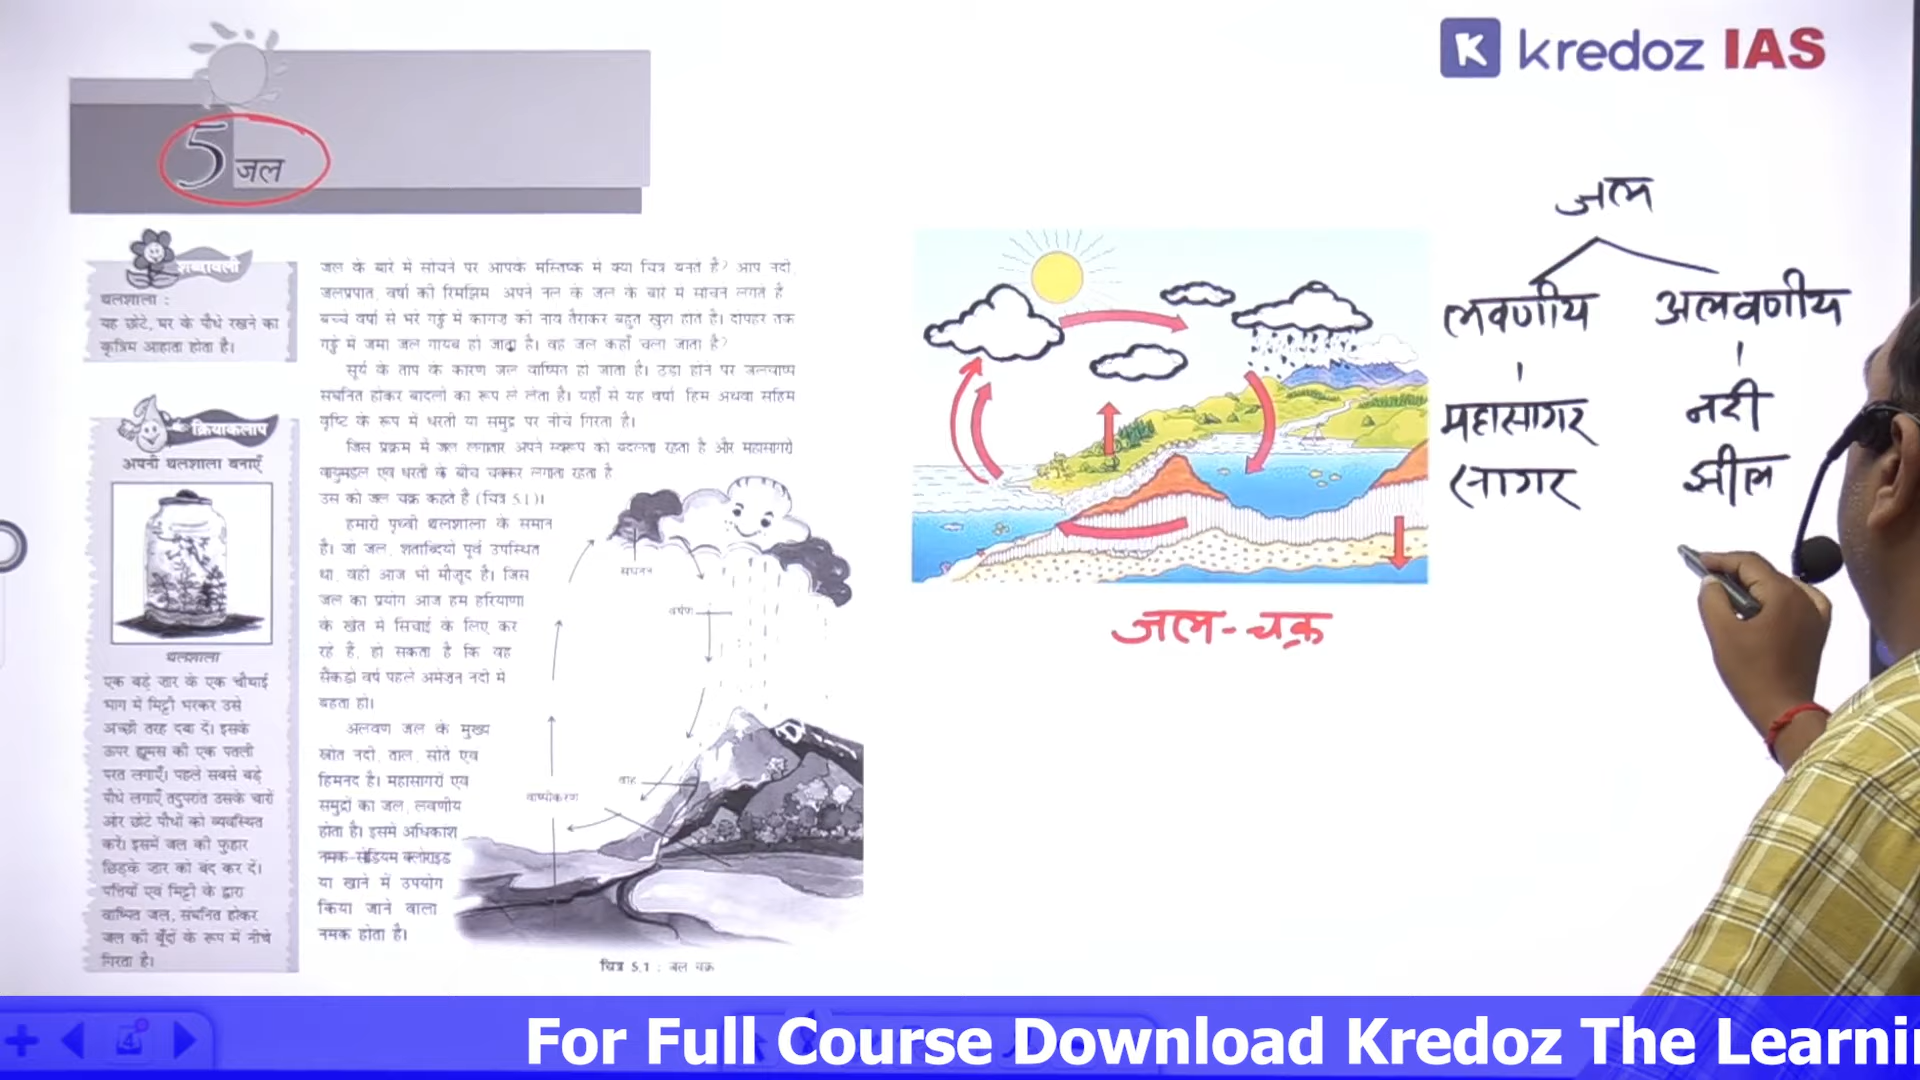 kredoz IAS
5 जल
शब्दावली
थलशाला :
यह छोटे, घर के पौधे रखने का
कृत्रिम आहाता होता है।
क्रियाकलाप
अपनी थलशाला बनाएँ
थलशाला
एक बड़े जार के एक चौथाई
भाग में मिट्टी भरकर उसे
अच्छी तरह दबा दें। इसके
ऊपर ह्यूमस की एक पतली
परत लगाएँ। पहले सबसे बड़े
पौधे लगाएँ तदुपरांत उसके चारों
ओर छोटे पौधों को व्यवस्थित
करें। इसमें जल की फुहार
छिड़के जार को बंद कर दें।
पत्तियों एवं मिट्टी के द्वारा
वाष्पित जल, संघनित होकर
जल की बूँदों के रूप में नीचे
गिरता है।
जल के बारे में सोचने पर आपके मस्तिष्क में क्या चित्र बनते है? आप नदी,
जलप्रपात, वर्षा की रिमझिम अपने नल के जल के बारे में सोचने लगते है
बच्चे वर्षा से भरे गड्ढे में कागज़ की नाव तैराकर बहुत खुश होते है। दोपहर तक
गड्ढे में जमा जल गायब हो जाता है। वह जल कहाँ चला जाता है?
सूर्य के ताप के कारण जल वाष्पित हो जाता है। ठंडा होने पर जलवाष्प
संघनित होकर बादलों का रूप ले लेता है। यहाँ से यह वर्षा हिम अथवा सहिम
वृष्टि के रूप में धरती या समुद्र पर नीचे गिरता है।
जिस प्रक्रम में जल लगातार अपने स्वरूप को बदलता रहता है और महासागरों
वायुमंडल एवं धरती के बीच चक्कर लगाता रहता है
उस को जल चक्र कहते है (चित्र 5.1)।
हमारी पृथ्वी थलशाला के समान
है। जो जल, शताब्दियों पूर्व उपस्थित
था, वही आज भी मौजूद है। जिस
जल का प्रयोग आज हम हरियाणा
के खेत में सिंचाई के लिए कर
रहे है, हो सकता है कि वह
सैकड़ों वर्ष पहले अमेज़न नदी में
बहता हो।
अलवण जल के मुख्य
स्रोत नदी, ताल, सोते एवं
हिमनद है। महासागरों एवं
समुद्रों का जल, लवणीय
होता है। इसमें अधिकांश
नमक-सोडियम क्लोराइड
या खाने में उपयोग
किया जाने वाला
नमक होता है।
संघनन
वर्षण
वाह
वाष्पीकरण
चित्र 5.1 : जल चक्र
जल-चक्र
जल
लवणीय अलवणीय
महासागर नदी
सागर झील
4
For Full Course Download Kredoz The Learni